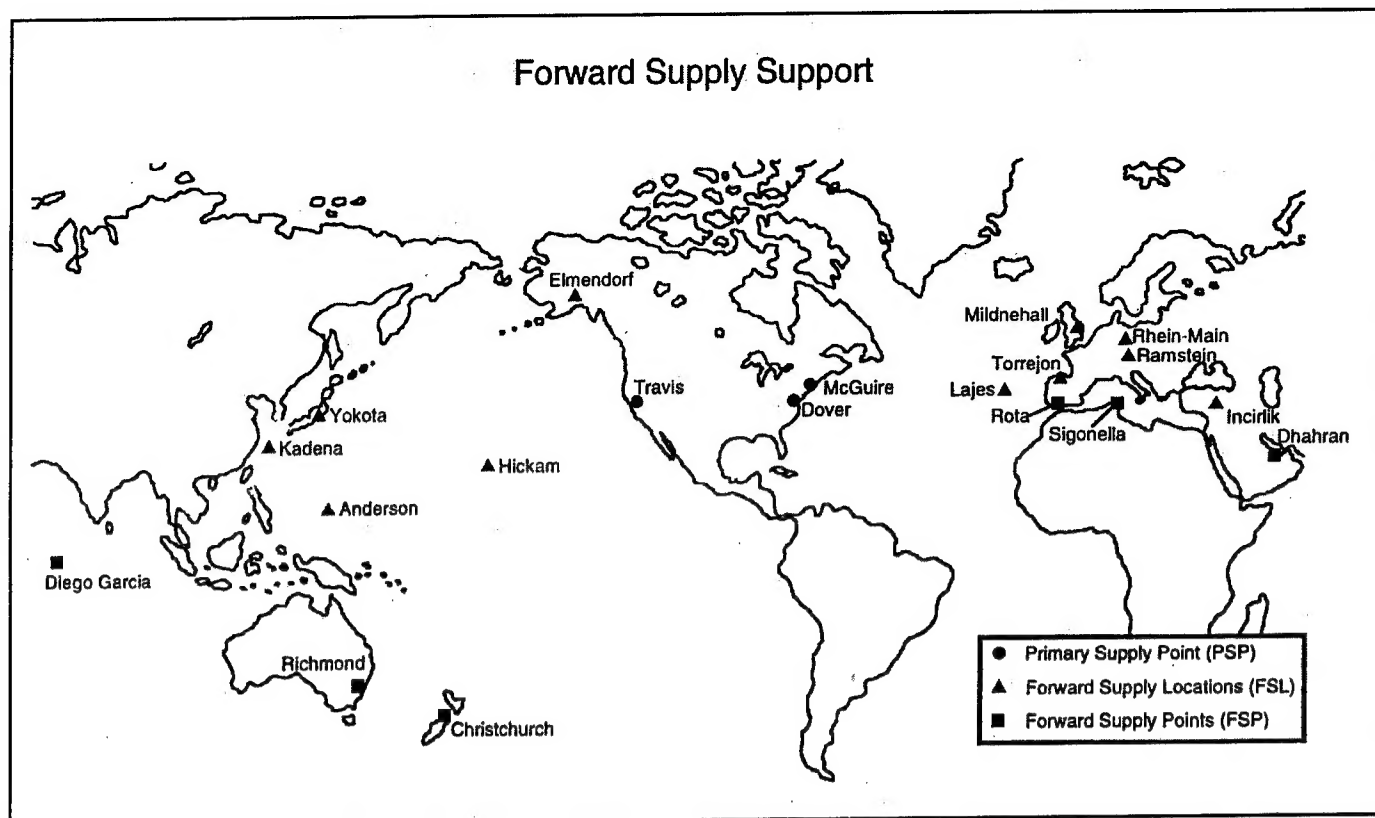 Forward Supply Support
Elmendorf
Mildnehall
Rhein-Main
Ramstein
Torrejon
Travis
McGuire
Lajes
Dover
Rota
Incirlik
Yokota
Sigonella
Dhahran
Kadena
Hickam
Anderson
Diego Garcia
Richmond
Christchurch
Primary Supply Point (PSP)
Forward Supply Locations (FSL)
Forward Supply Points (FSP)